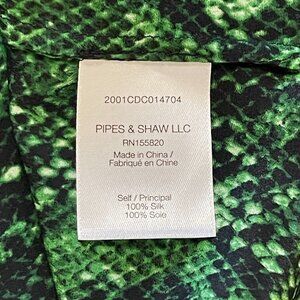 2001CDC014704
PIPES & SHAW LLC
RN155820
Made in China /
Fabriqué en Chine
Self / Principal
100% Silk
100% Soie